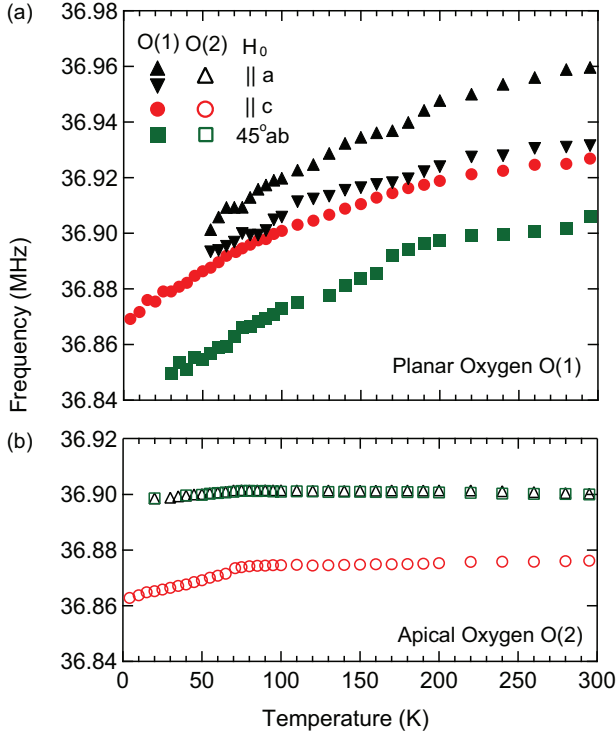 (a)
36.98
36.96
36.94
36.92
36.90
36.88
36.86
36.84
O(1) O(2) H₀
|| a
|| c
45°ab
Planar Oxygen O(1)
Frequency (MHz)
(b)
36.92
36.90
36.88
36.86
36.84
Apical Oxygen O(2)
0 50 100 150 200 250 300
Temperature (K)